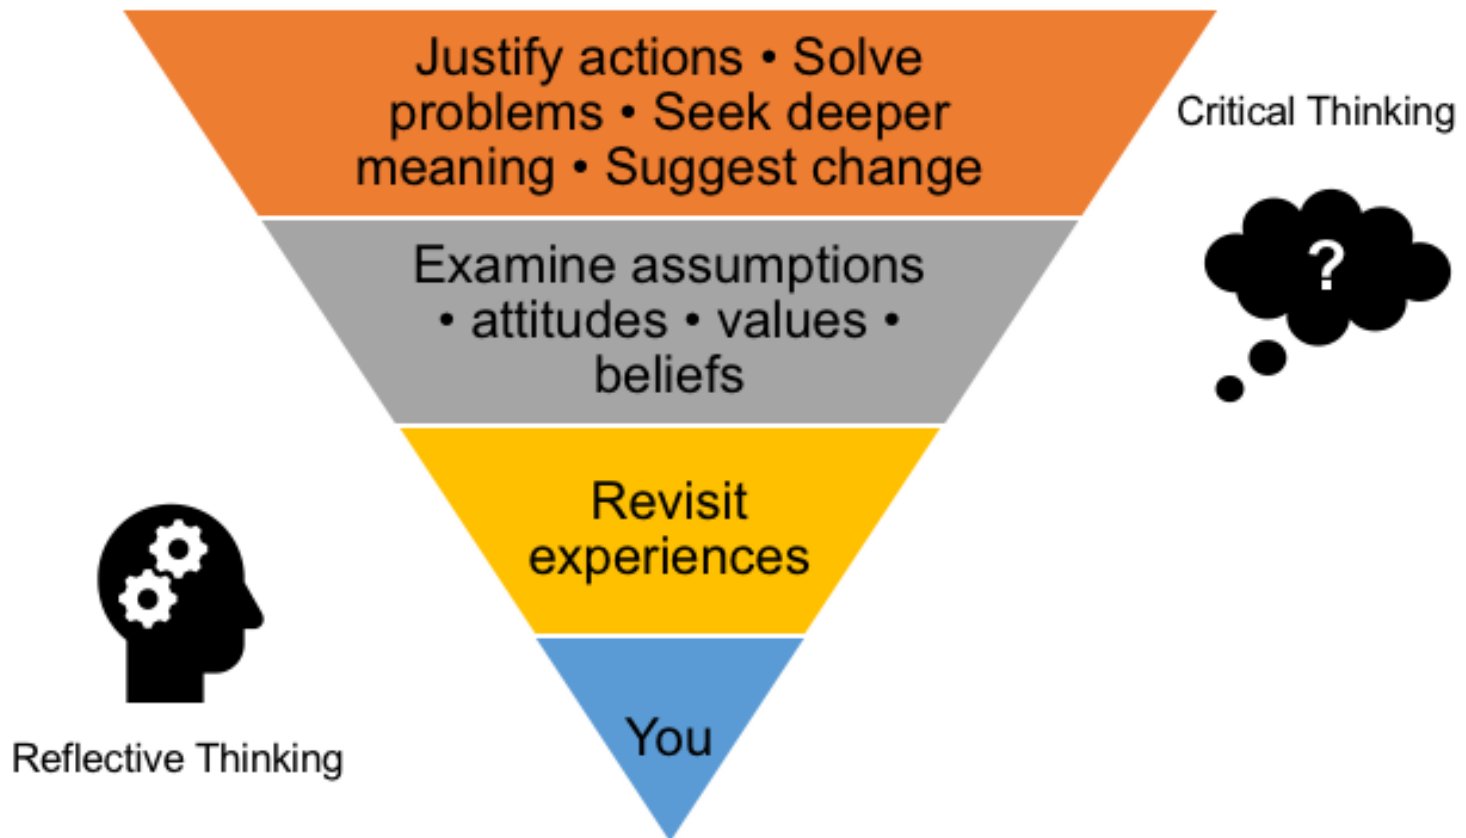 Justify actions • Solve
problems • Seek deeper
meaning • Suggest change
Critical Thinking
?
Examine assumptions
• attitudes • values •
beliefs
Revisit
experiences
You
Reflective Thinking